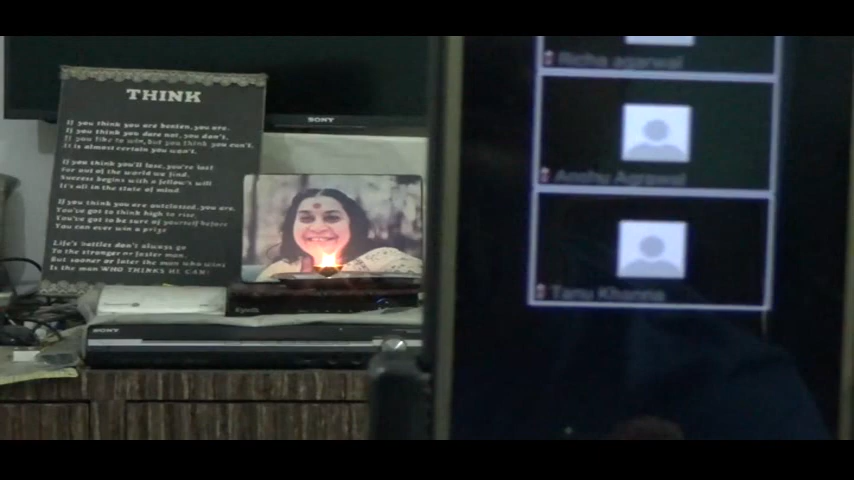 THINK
If you think you are beaten, you are.
If you think you dare not, you don't,
If you like to win, but you think you can't,
It is almost certain you won't.
If you think you'll lose, you're lost
For out of the world we find,
Success begins with a fellow's will
It's all in the state of mind.
If you think you are outclassed, you are.
You've got to think high to rise,
You've got to be sure of yourself before
You can ever win a prize
Life's battles don't always go
To the stronger or faster man.
But sooner or later the man who wins
Is the man WHO THINKS HE CAN!
SONY
SONY
Richa agarwal
Anshu Agrawal
Tanu Khanna